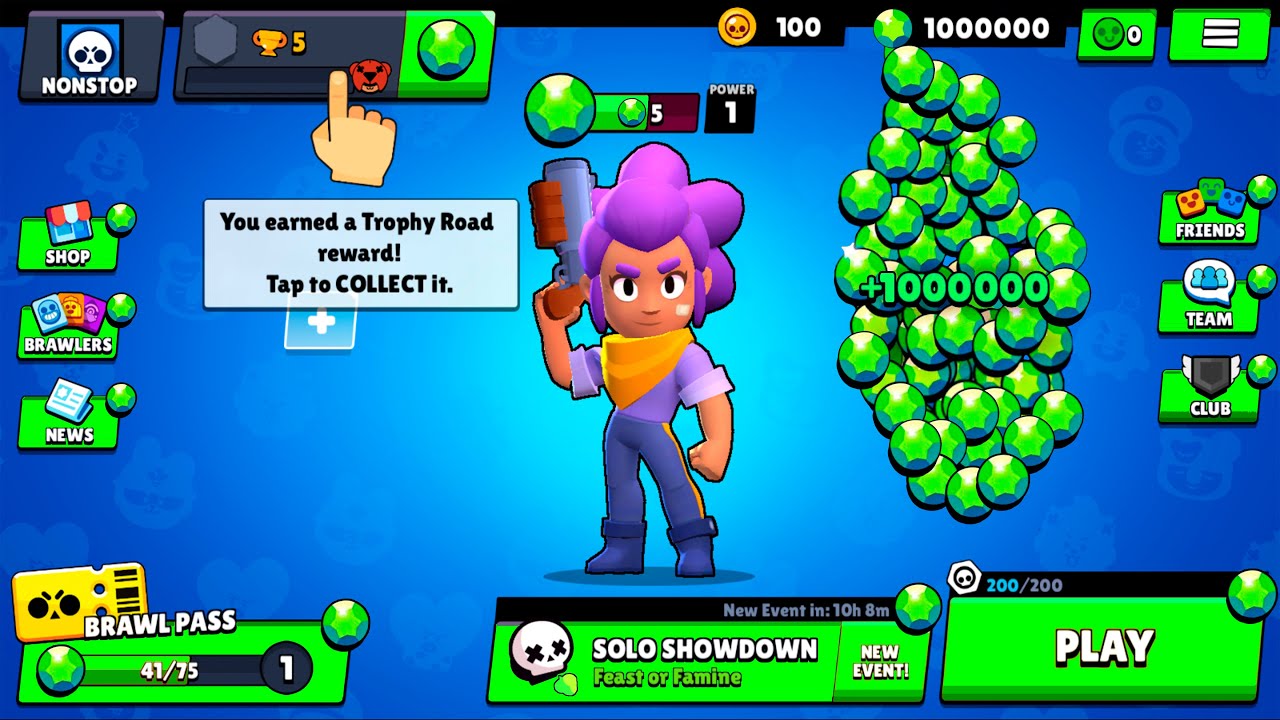 NONSTOP
5
100
1000000
0
5
POWER
1
You earned a Trophy Road
reward!
Tap to COLLECT it.
SHOP
BRAWLERS
NEWS
FRIENDS
TEAM
CLUB
+1000000
BRAWL PASS
41/75
1
New Event in: 10h 8m
SOLO SHOWDOWN
Feast or Famine
NEW
EVENT!
200/200
PLAY